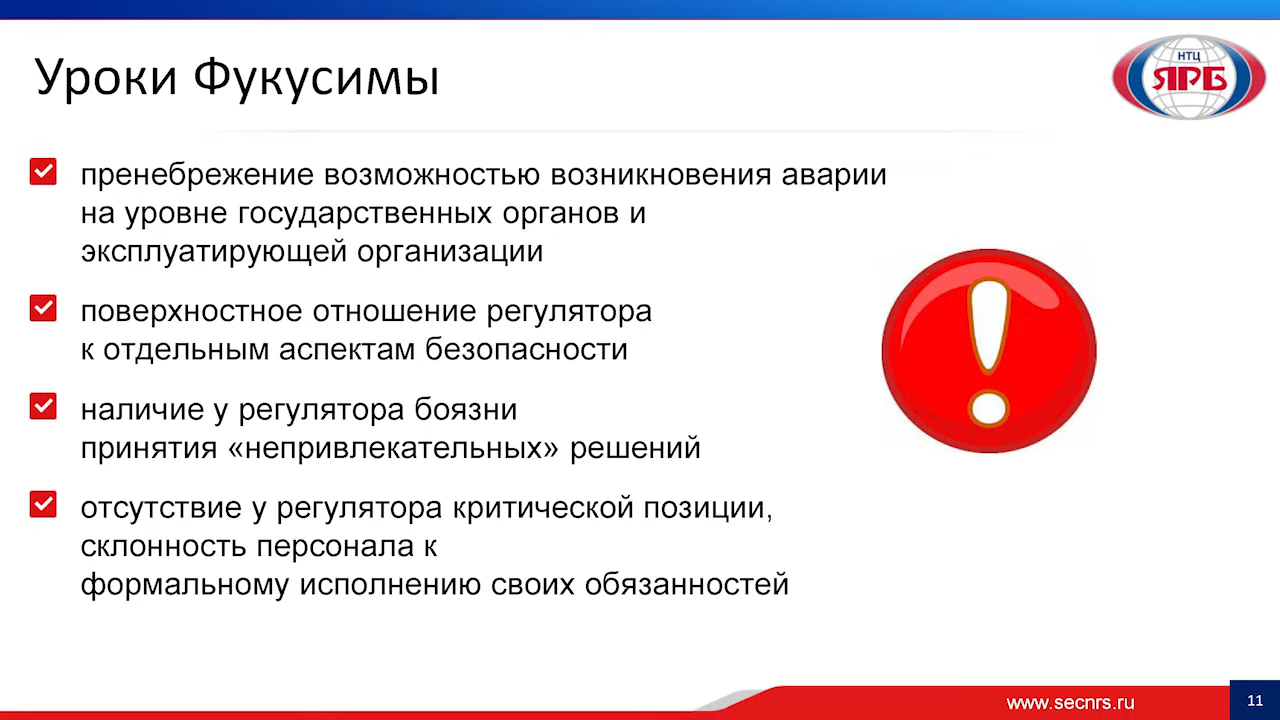 Уроки Фукусимы
НТЦ
ЯРБ
пренебрежение возможностью возникновения аварии
на уровне государственных органов и
эксплуатирующей организации
поверхностное отношение регулятора
к отдельным аспектам безопасности
наличие у регулятора боязни
принятия «непривлекательных» решений
отсутствие у регулятора критической позиции,
склонность персонала к
формальному исполнению своих обязанностей
www.secnrs.ru
11